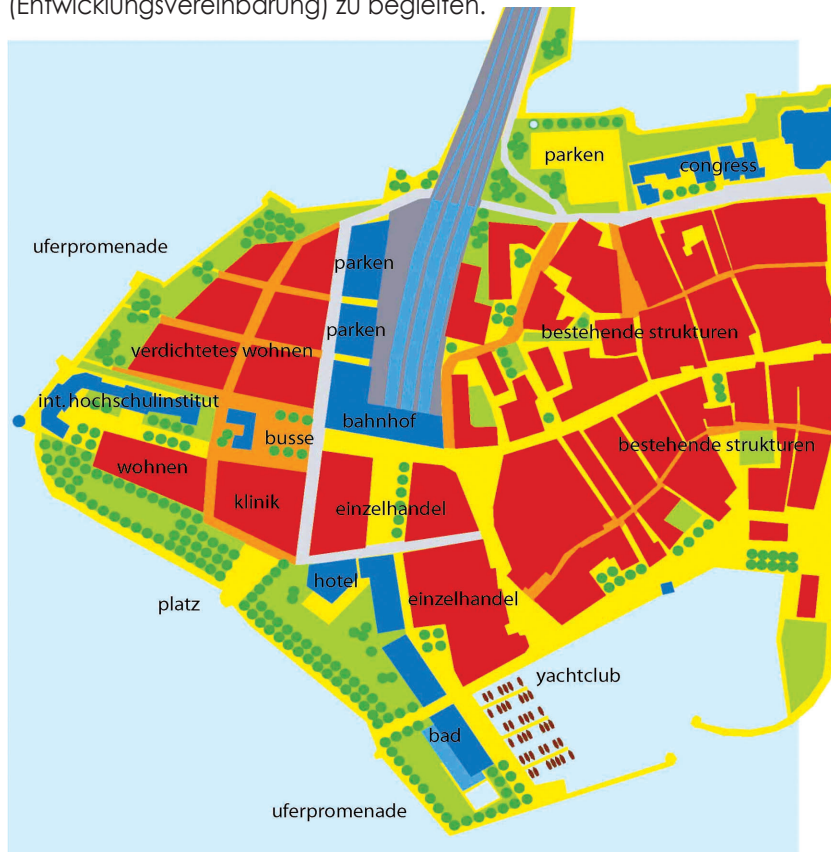 (Entwicklungsvereinbarung) zu begleiten.
parken
congress
uferpromenade
parken
parken
bestehende strukturen
verdichtetes wohnen
int. hochschulinstitut
bahnhof
busse
bestehende strukturen
wohnen
klinik
einzelhandel
hotel
einzelhandel
platz
yachtclub
bad
uferpromenade